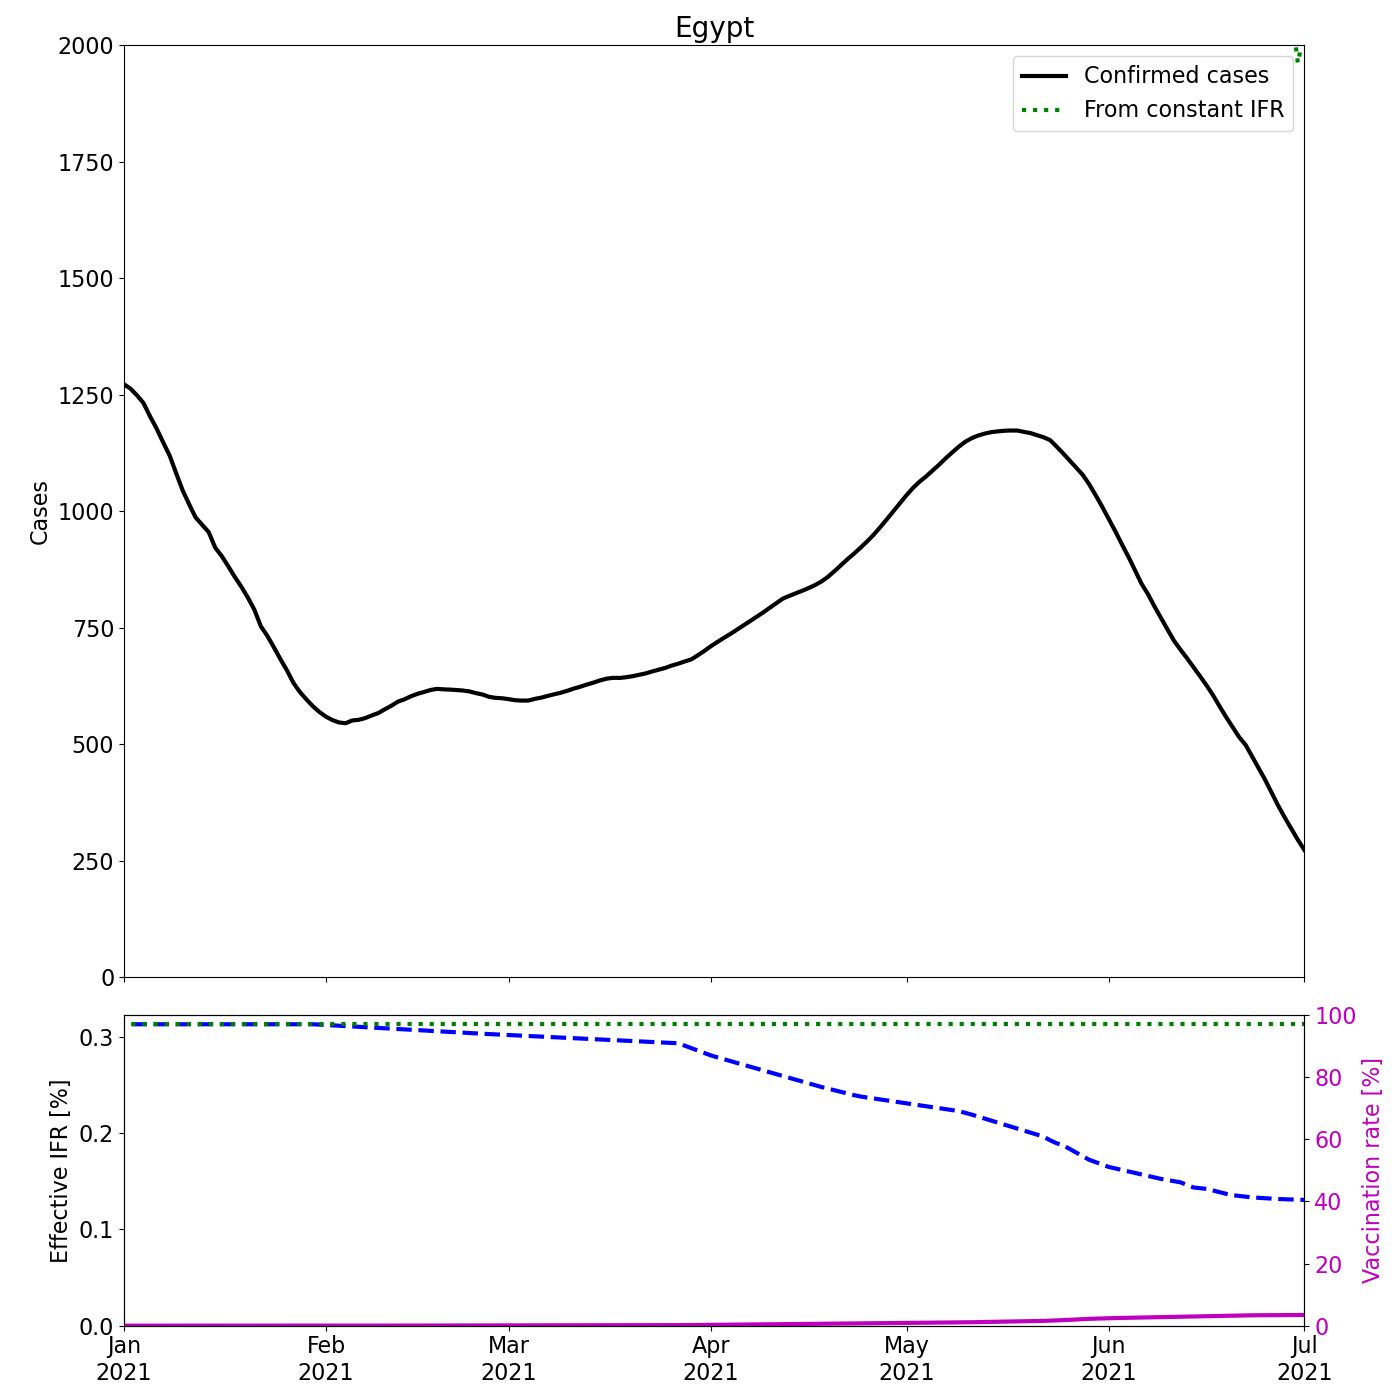 Egypt
2000
1750
1500
1250
1000
750
500
250
0
Cases
Confirmed cases
From constant IFR
0.3
0.2
0.1
0.0
Effective IFR [%]
100
80
60
40
20
0
Vaccination rate [%]
Jan Feb Mar Apr May Jun Jul
2021 2021 2021 2021 2021 2021 2021